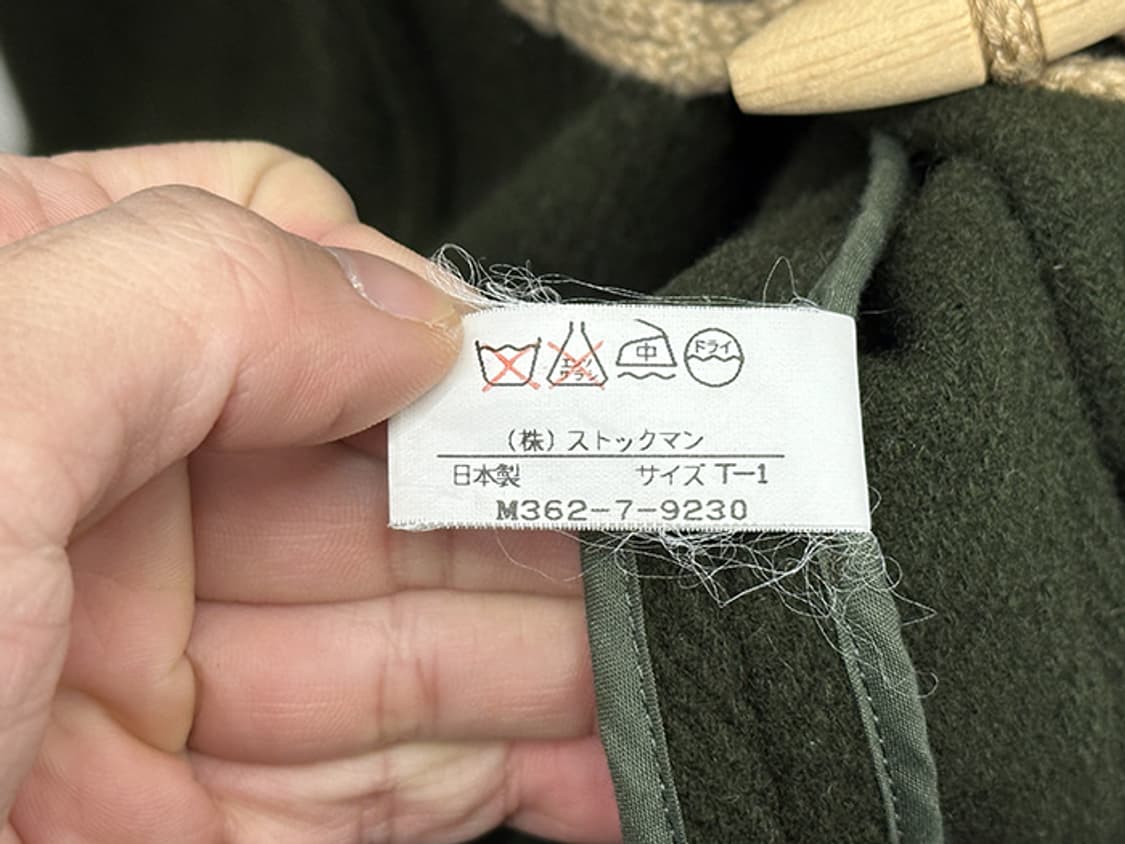 エンソ サラシ 中 ドライ
（株）ストックマン
日本製 サイズ T-1
M362-7-9230